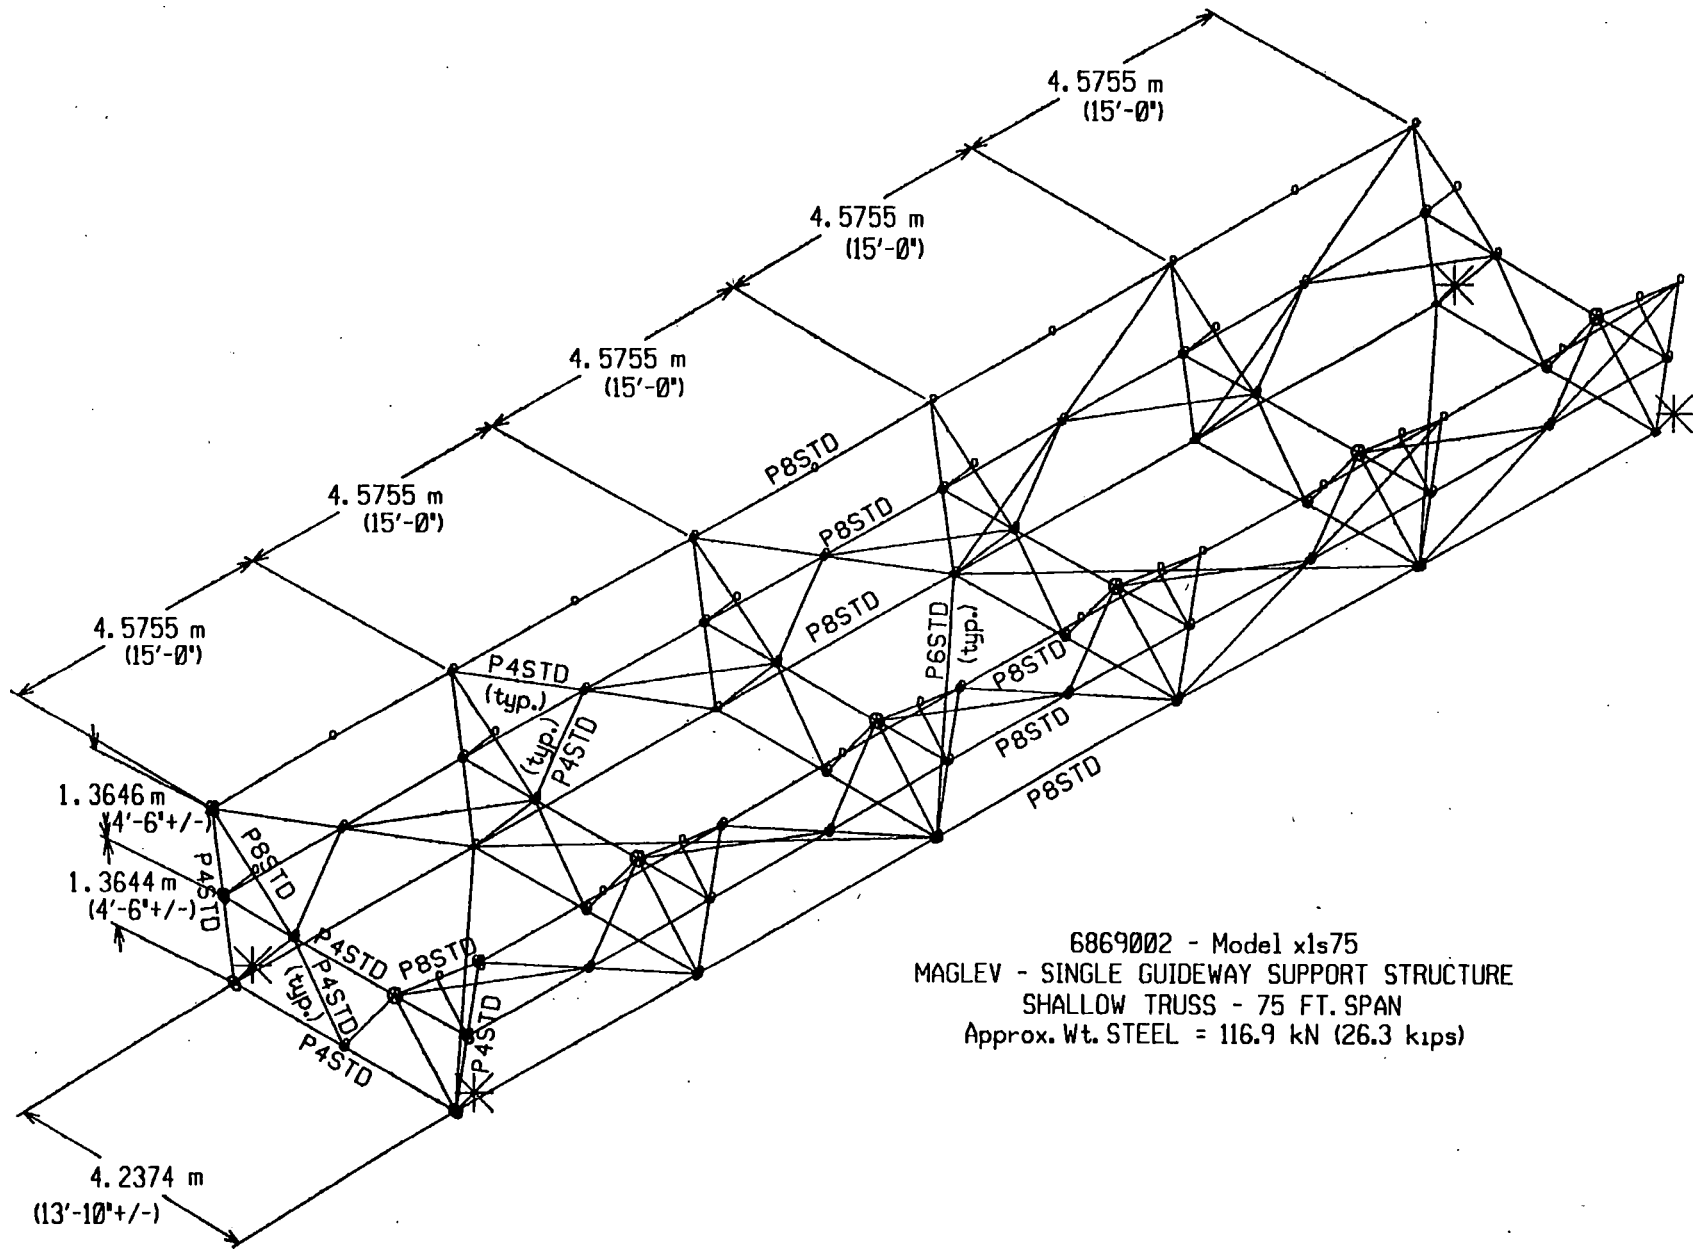 4.5755 m
(15'-0")
4.5755 m
(15'-0")
4.5755 m
(15'-0")
4.5755 m
(15'-0")
4.5755 m
(15'-0")
P8STD
P8STD
P8STD
P4STD
(typ.)
(typ.)
P4STD
P6STD
(typ.)
P8STD
P8STD
P8STD
1.3646 m
(4'-6"+/-)
1.3644 m
(4'-6"+/-)
P8STD
P4STD
P4STD
P8STD
P4STD
(typ.)
P4STD
P4STD
4.2374 m
(13'-10"+/-)
6869002 - Model x1s75
MAGLEV - SINGLE GUIDEWAY SUPPORT STRUCTURE
SHALLOW TRUSS - 75 FT. SPAN
Approx. Wt. STEEL = 116.9 kN (26.3 kips)